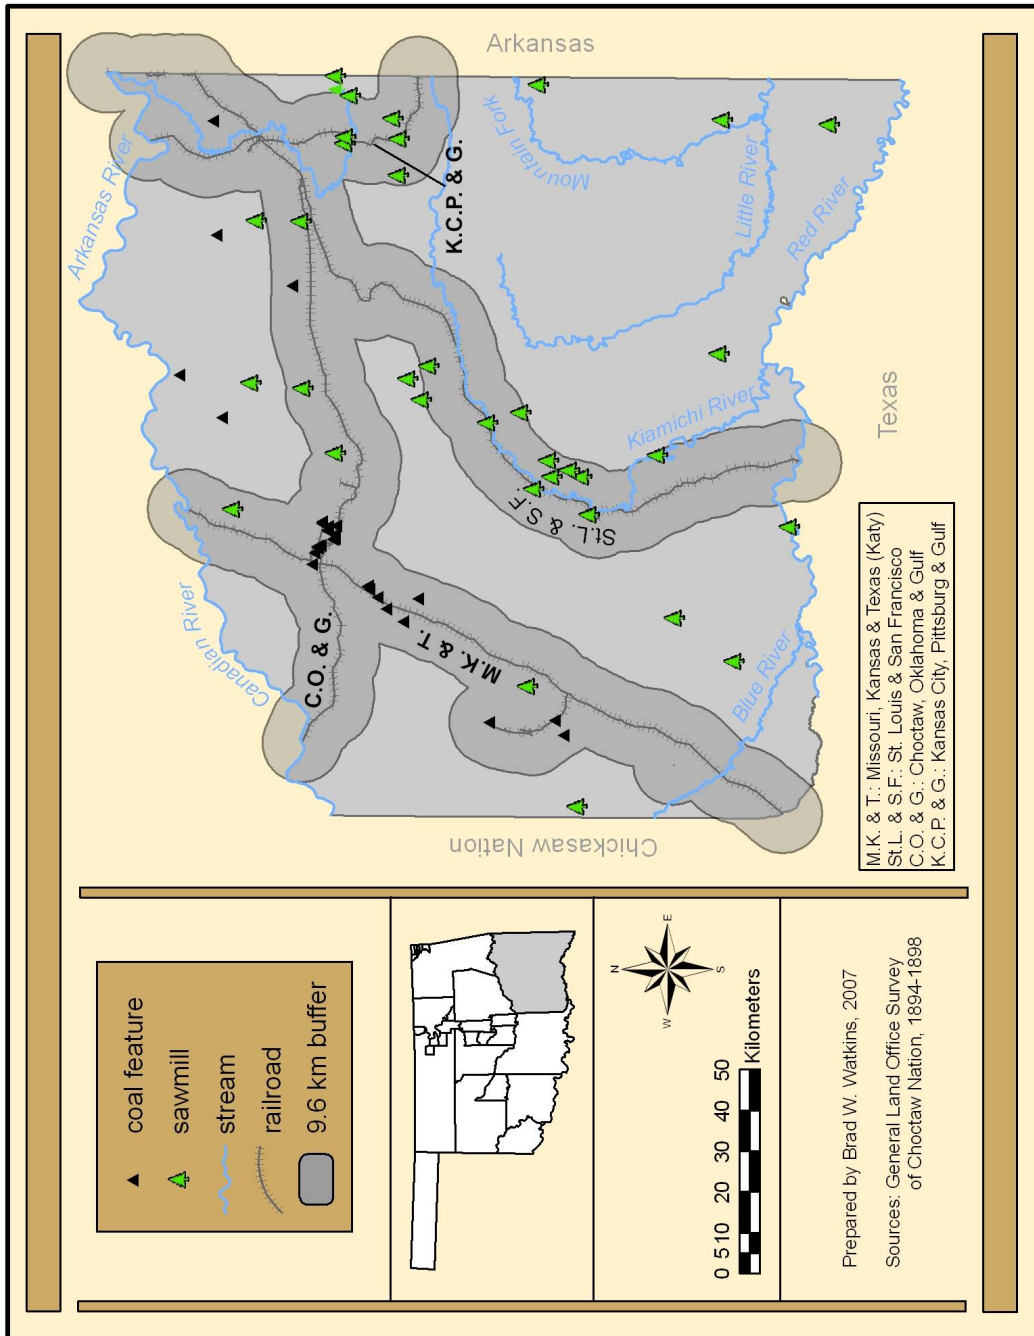 Arkansas
Arkansas River
Mountain Fork
Little River
Red River
K.C.P. & G.
Kiamichi River
Texas
St.L. & S.F.
Canadian River
C.O. & G.
M.K. & T.
Blue River
Chickasaw Nation
M.K. & T.: Missouri, Kansas & Texas (Katy)
St.L. & S.F.: St. Louis & San Francisco
C.O. & G.: Choctaw, Oklahoma & Gulf
K.C.P. & G.: Kansas City, Pittsburg & Gulf
coal feature
sawmill
stream
railroad
9.6 km buffer
N
E
S
W
0 5 10 20 30 40 50
Kilometers
Prepared by Brad W. Watkins, 2007
Sources: General Land Office Survey
of Choctaw Nation, 1894-1898